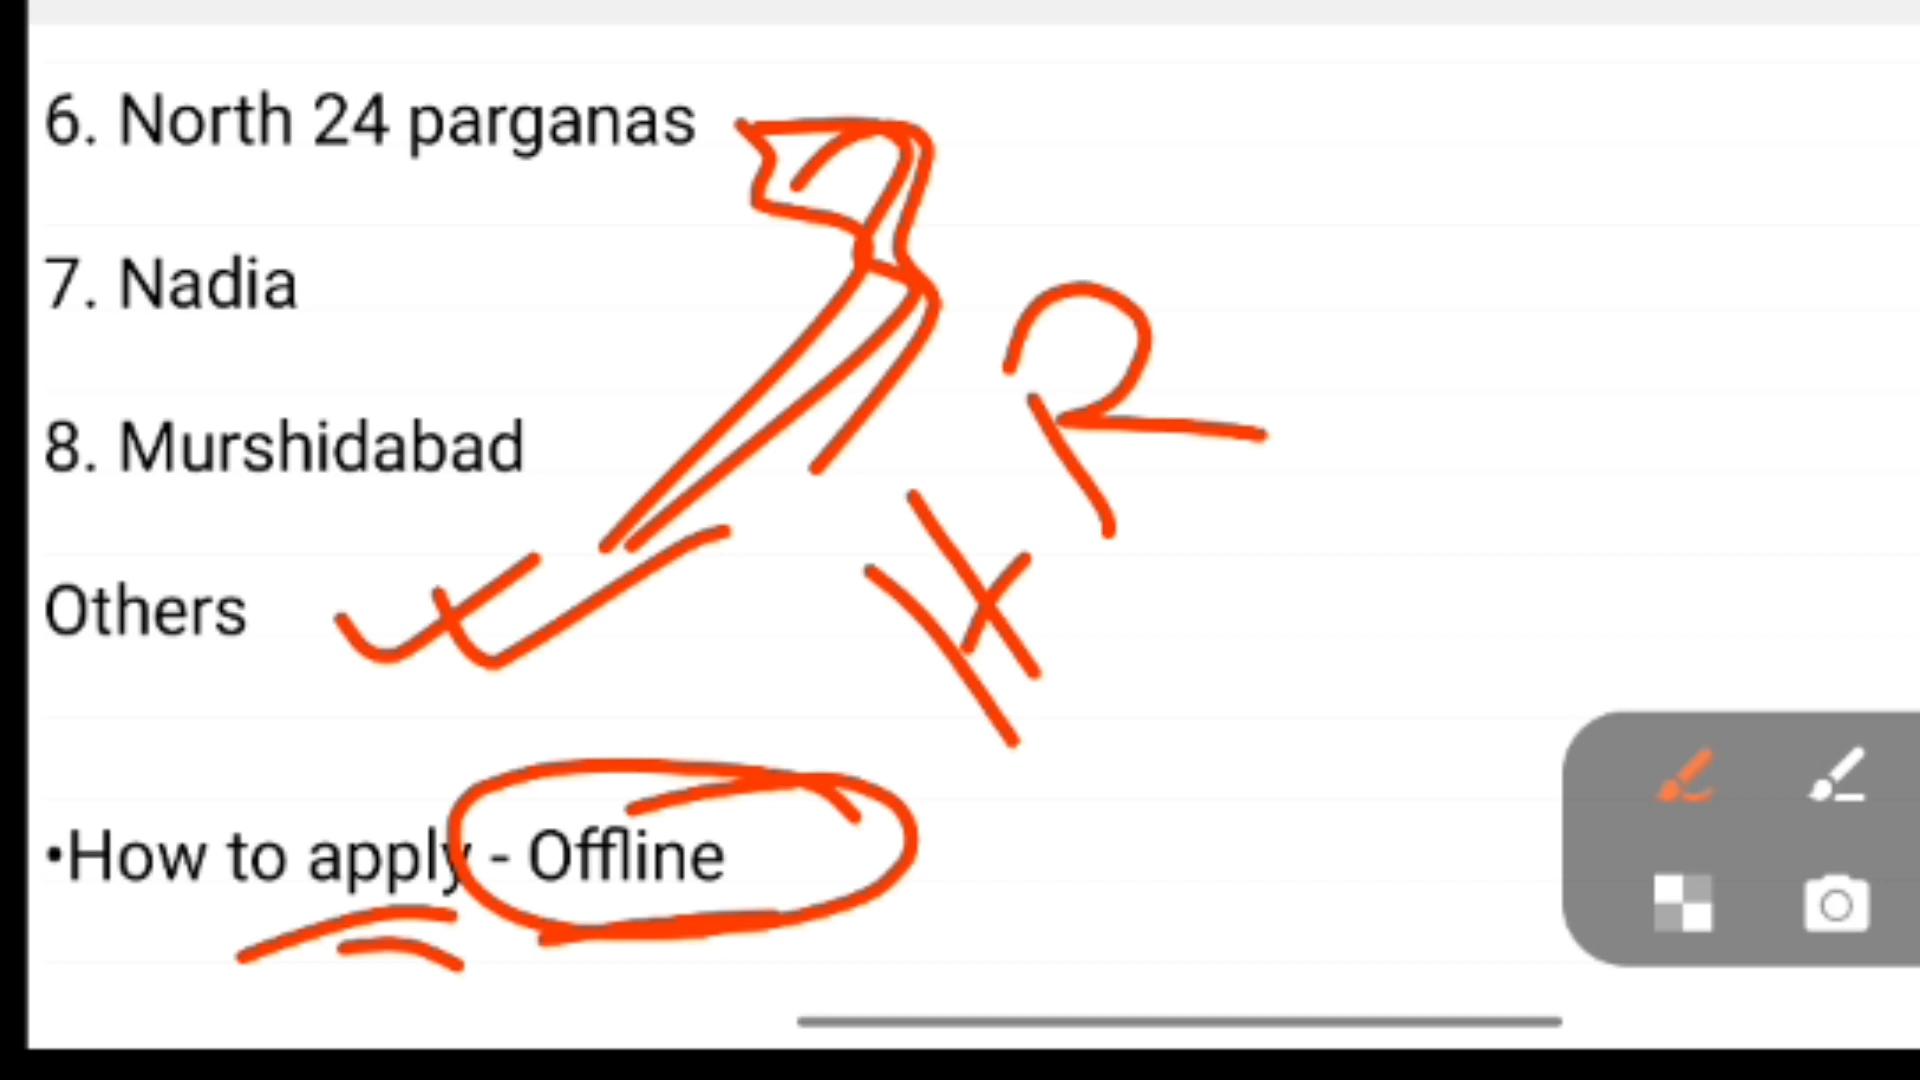 6. North 24 parganas
7. Nadia
8. Murshidabad
Others
•How to apply - Offline